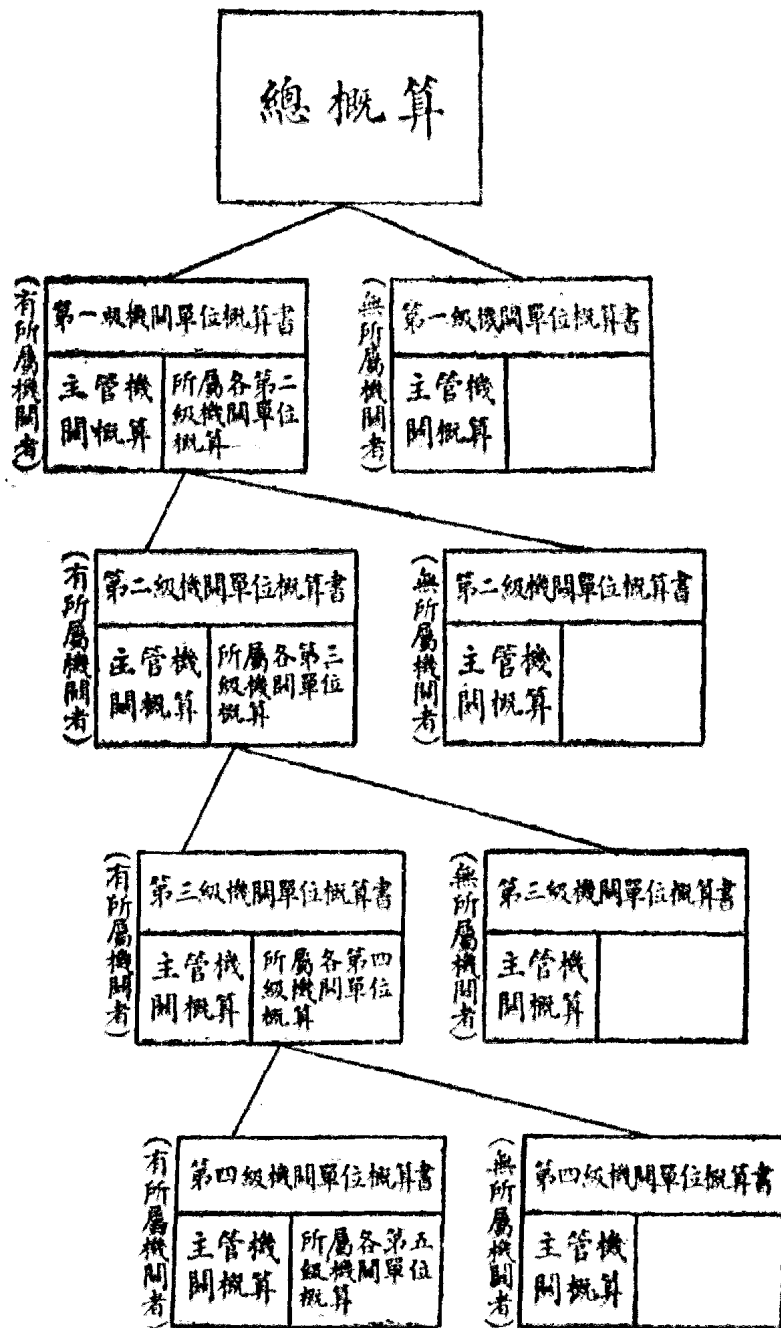 總概算
(有所屬機關者)
第一級機關單位概算書
主管機
關概算
所屬各第二
級機關單位
概算
(無所屬機關者)
第一級機關單位概算書
主管機
關概算
(有所屬機關者)
第二級機關單位概算書
主管機
關概算
所屬各第三
級機關單位
概算
(無所屬機關者)
第二級機關單位概算書
主管機
關概算
(有所屬機關者)
第三級機關單位概算書
主管機
關概算
所屬各第四
級機關單位
概算
(無所屬機關者)
第三級機關單位概算書
主管機
關概算
(有所屬機關者)
第四級機關單位概算書
主管機
關概算
所屬各第五
級機關單位
概算
(無所屬機關者)
第四級機關單位概算書
主管機
關概算